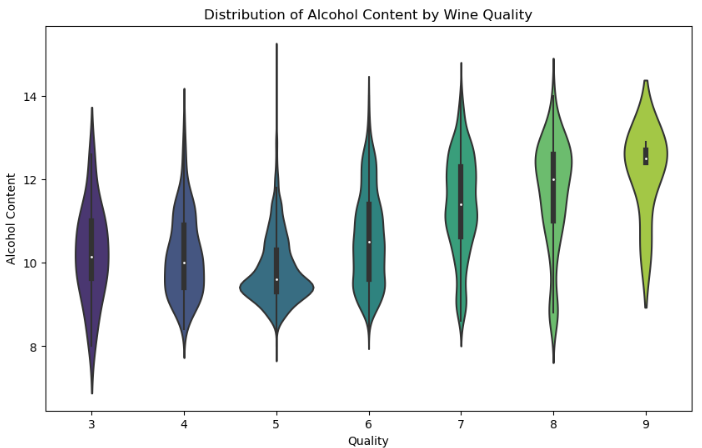 Distribution of Alcohol Content by Wine Quality
14
12
10
8
Alcohol Content
3 4 5 6 7 8 9
Quality